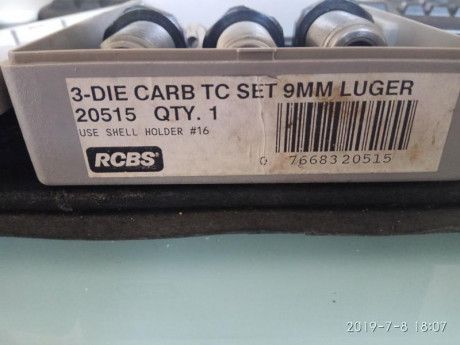 3-DIE CARB TC SET 9MM LUGER
20515 QTY. 1
USE SHELL HOLDER #16
RCBS®
0 7668320515
2019-7-8 18:07